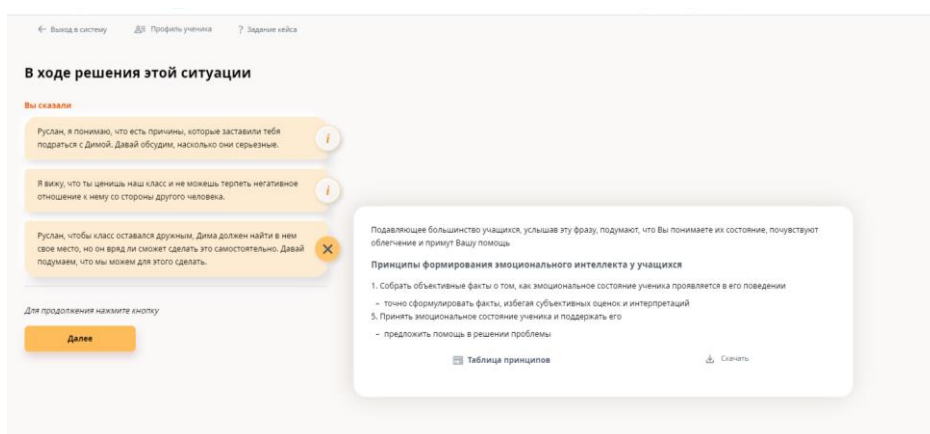 ← Выход в систему Профиль ученика ? Задание кейса
В ходе решения этой ситуации
Вы сказали
Руслан, я понимаю, что есть причины, которые заставили тебя
подраться с Димой. Давай обсудим, насколько они серьезные.
i
Я вижу, что ты ценишь наш класс и не можешь терпеть негативное
отношение к нему со стороны другого человека.
i
Руслан, чтобы класс оставался дружным, Дима должен найти в нем
свое место, но он вряд ли сможет сделать это самостоятельно. Давай
подумаем, что мы можем для этого сделать.
Для продолжения нажмите кнопку
Далее
Подавляющее большинство учащихся, услышав эту фразу, подумают, что Вы понимаете их состояние, почувствуют
облегчение и примут Вашу помощь
Принципы формирования эмоционального интеллекта у учащихся
1. Собрать объективные факты о том, как эмоциональное состояние ученика проявляется в его поведении
– точно сформулировать факты, избегая субъективных оценок и интерпретаций
5. Принять эмоциональное состояние ученика и поддержать его
– предложить помощь в решении проблемы
Таблица принципов Скачать